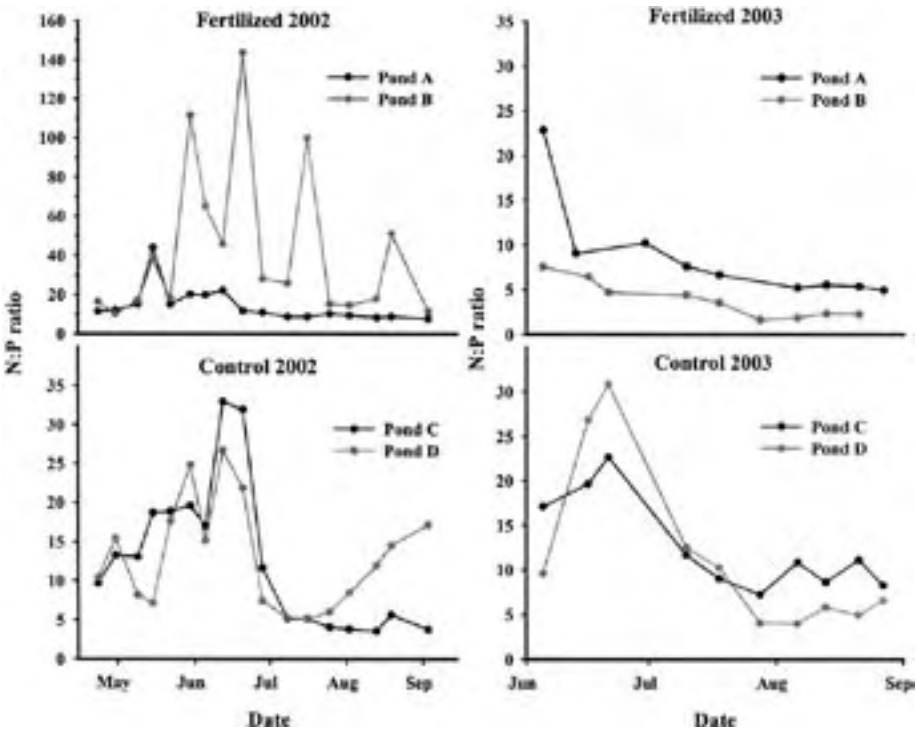 Fertilized 2002
160
140
120
100
80
60
40
20
0
Pond A
Pond B
Fertilized 2003
35
30
25
20
15
10
5
0
Pond A
Pond B
N:P ratio
N:P ratio
Control 2002
35
30
25
20
15
10
5
0
Pond C
Pond D
May Jun Jul Aug Sep
Date
Control 2003
30
25
20
15
10
5
0
Pond C
Pond D
Jun Jul Aug Sep
Date